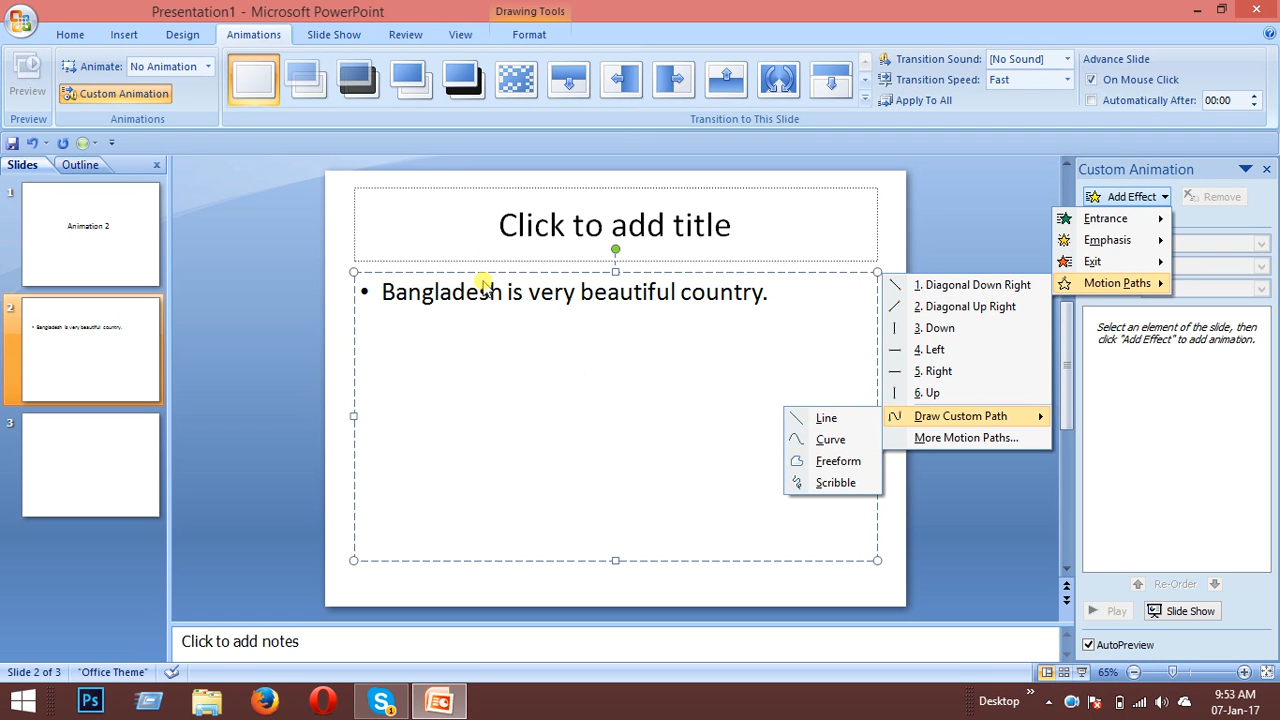 Presentation1 - Microsoft PowerPoint
Drawing Tools
Home
Insert
Design
Animations
Slide Show
Review
View
Format
Preview
Animate: No Animation
Custom Animation
Preview
Animations
Transition Sound: [No Sound]
Transition Speed: Fast
Apply To All
Transition to This Slide
Advance Slide
On Mouse Click
Automatically After: 00:00
Slides
Outline
1
Animation 2
2
• Bangladesh is very beautiful country.
3
Click to add title
• Bangladesh is very beautiful country.
Custom Animation
Add Effect
Remove
Entrance
Emphasis
Exit
Motion Paths
1. Diagonal Down Right
2. Diagonal Up Right
3. Down
4. Left
5. Right
6. Up
Draw Custom Path
More Motion Paths...
Line
Curve
Freeform
Scribble
Select an element of the slide, then
click "Add Effect" to add animation.
Re-Order
Play
Slide Show
AutoPreview
Click to add notes
Slide 2 of 3
"Office Theme"
65%
Ps
S
1
Desktop
9:53 AM
07-Jan-17